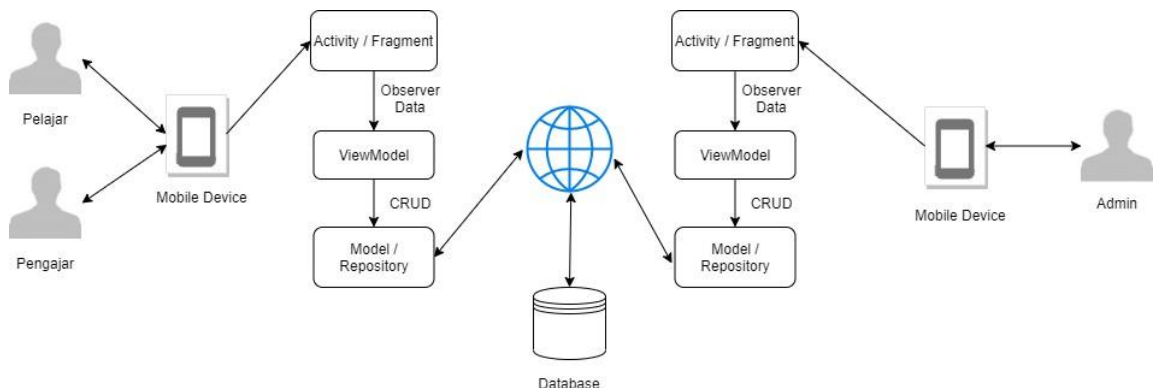 Pelajar
Pengajar
Mobile Device
Activity / Fragment
Observer
Data
ViewModel
CRUD
Model /
Repository
Database
Activity / Fragment
Observer
Data
ViewModel
CRUD
Model /
Repository
Mobile Device
Admin